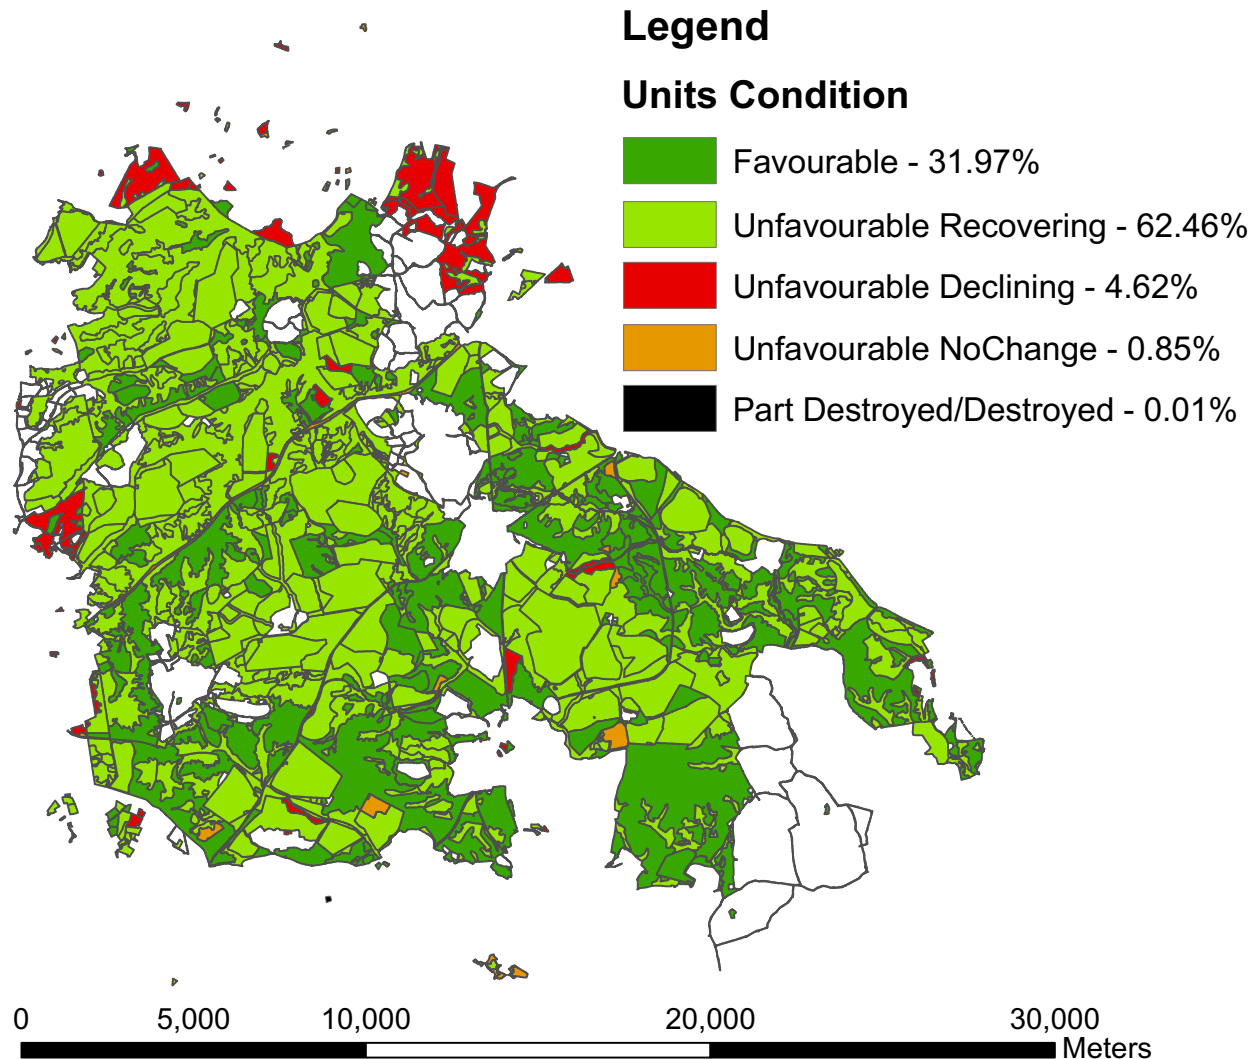 Legend
Units Condition
Favourable - 31.97%
Unfavourable Recovering - 62.46%
Unfavourable Declining - 4.62%
Unfavourable NoChange - 0.85%
Part Destroyed/Destroyed - 0.01%
0 5,000 10,000 20,000 30,000
Meters